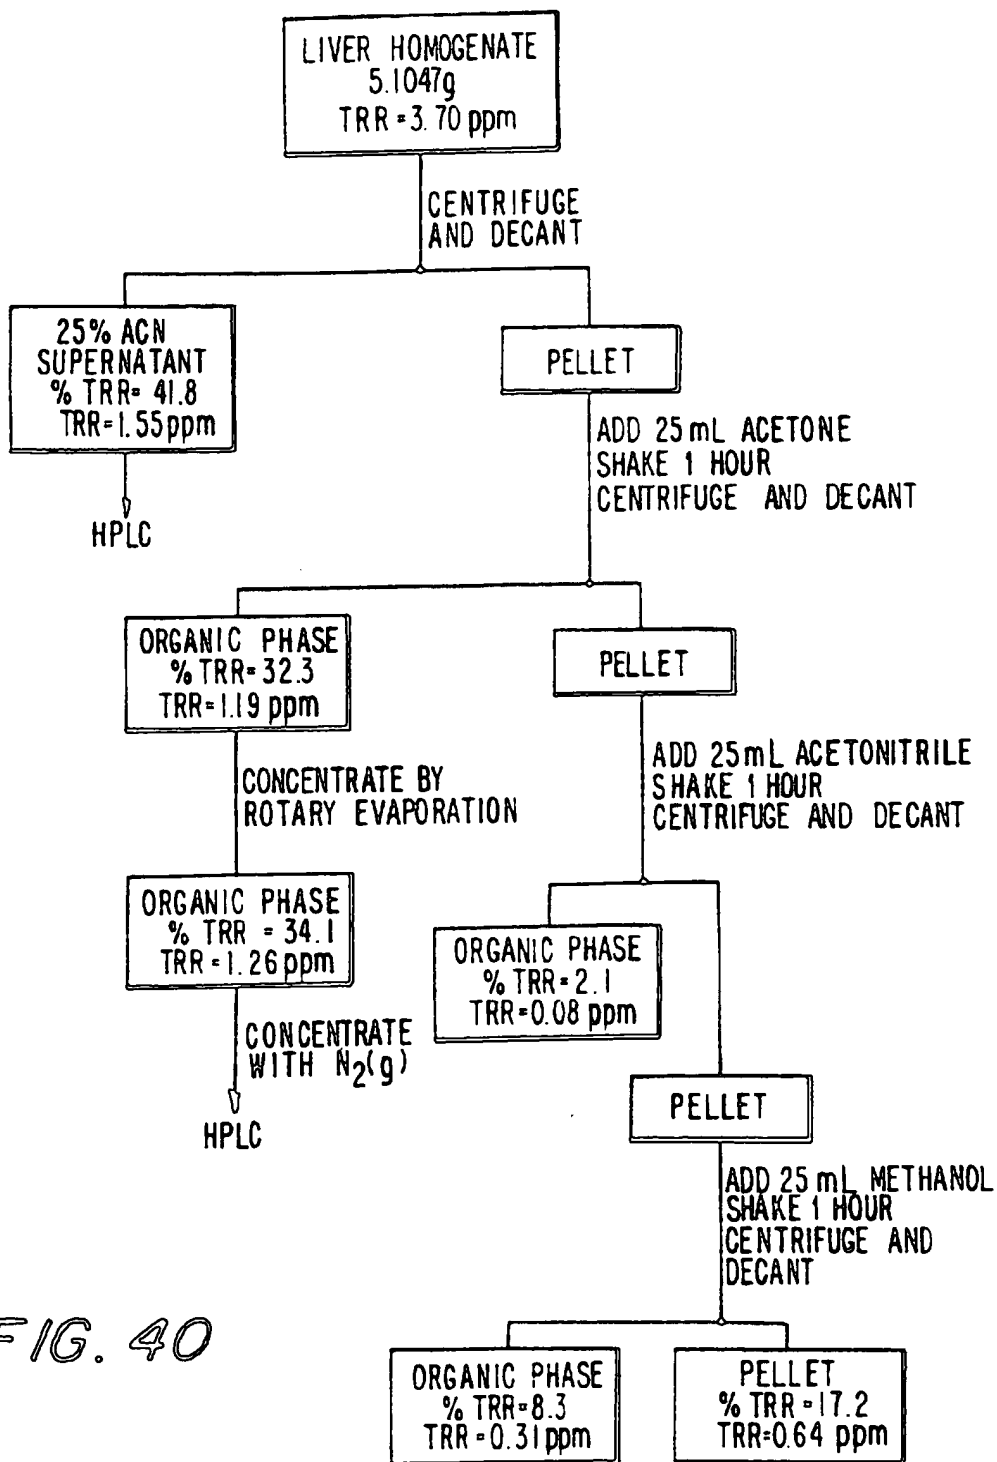 LIVER HOMOGENATE
5.1047g
TRR = 3.70 ppm
CENTRIFUGE
AND DECANT
25% ACN
SUPERNATANT
% TRR= 41.8
TRR=1.55ppm
HPLC
PELLET
ADD 25mL ACETONE
SHAKE 1 HOUR
CENTRIFUGE AND DECANT
ORGANIC PHASE
% TRR=32.3
TRR=1.19 ppm
PELLET
CONCENTRATE BY
ROTARY EVAPORATION
ADD 25mL ACETONITRILE
SHAKE 1 HOUR
CENTRIFUGE AND DECANT
ORGANIC PHASE
% TRR = 34.1
TRR=1.26 ppm
ORGANIC PHASE
% TRR=2.1
TRR=0.08 ppm
CONCENTRATE
WITH N2(g)
HPLC
PELLET
ADD 25 mL METHANOL
SHAKE 1 HOUR
CENTRIFUGE AND
DECANT
ORGANIC PHASE
% TRR=8.3
TRR=0.31ppm
PELLET
% TRR=17.2
TRR=0.64 ppm
FIG. 40